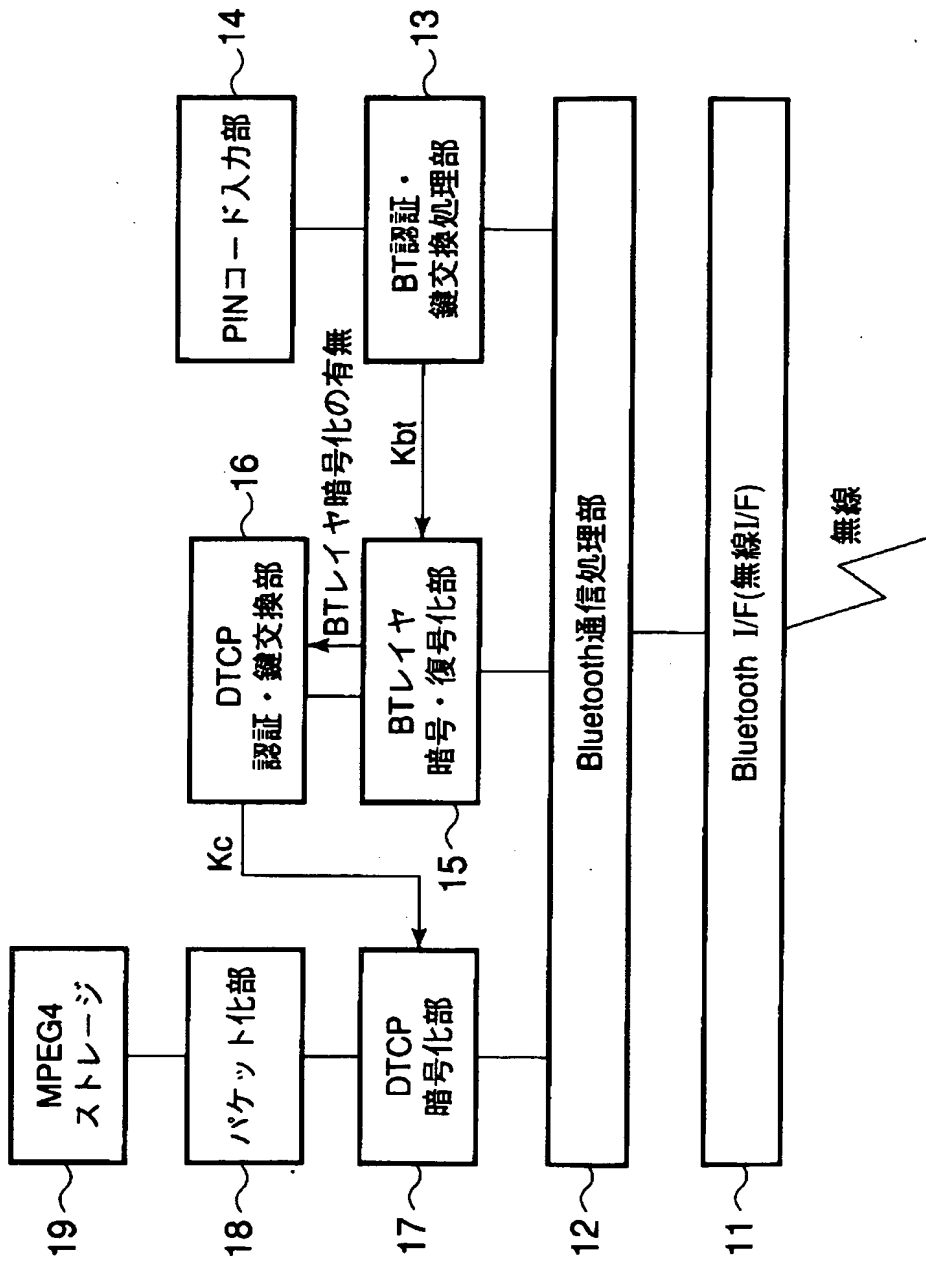 19
MPEG4
ストレージ
18
パケット化部
17
DTCP
暗号化部
Kc
16
DTCP
認証・鍵交換部
BTレイヤ暗号化の有無
15
BTレイヤ
暗号・復号化部
Kbt
14
PINコード入力部
13
BT認証・
鍵交換処理部
12
Bluetooth通信処理部
11
Bluetooth I/F(無線I/F)
無線